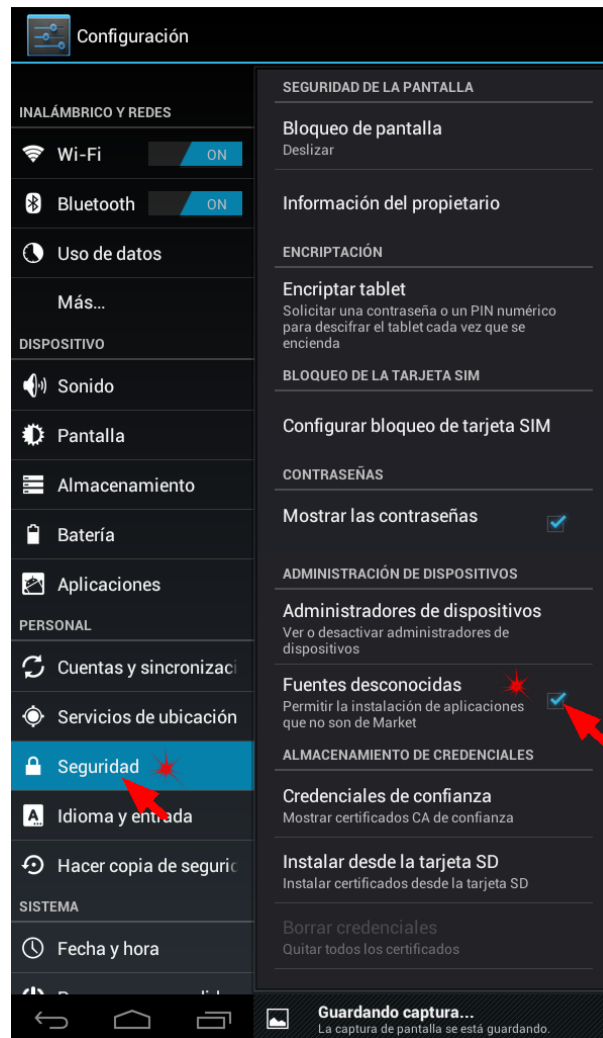 Configuración
INALÁMBRICO Y REDES
Wi-Fi
ON
Bluetooth
ON
Uso de datos
Más...
DISPOSITIVO
Sonido
Pantalla
Almacenamiento
Batería
Aplicaciones
PERSONAL
Cuentas y sincronizaci
Servicios de ubicación
Seguridad
Idioma y entrada
Hacer copia de seguric
SISTEMA
Fecha y hora
SEGURIDAD DE LA PANTALLA
Bloqueo de pantalla
Deslizar
Información del propietario
ENCRIPTACIÓN
Encriptar tablet
Solicitar una contraseña o un PIN numérico
para descifrar el tablet cada vez que se
encienda
BLOQUEO DE LA TARJETA SIM
Configurar bloqueo de tarjeta SIM
CONTRASEÑAS
Mostrar las contraseñas
ADMINISTRACIÓN DE DISPOSITIVOS
Administradores de dispositivos
Ver o desactivar administradores de
dispositivos
Fuentes desconocidas
Permitir la instalación de aplicaciones
que no son de Market
ALMACENAMIENTO DE CREDENCIALES
Credenciales de confianza
Mostrar certificados CA de confianza
Instalar desde la tarjeta SD
Instalar certificados desde la tarjeta SD
Borrar credenciales
Quitar todos los certificados
Guardando captura...
La captura de pantalla se está guardando.